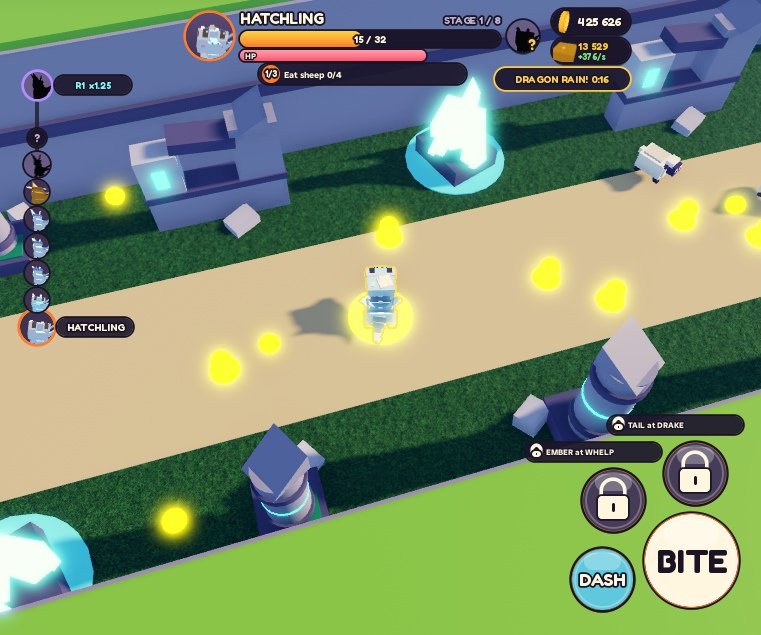 HATCHLING
STAGE 1 / 8
15 / 32
HP
1/3 Eat sheep 0/4
?
425 626
13 529
+376/s
DRAGON RAIN! 0:16
R1 x1.25
?
HATCHLING
TAIL at DRAKE
EMBER at WHELP
BITE
DASH